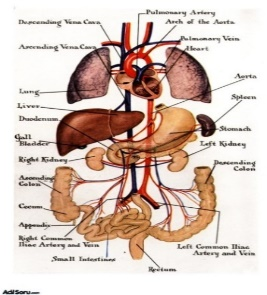 Pulmonary Artery
Descending Vena Cava
Arch of the Aorta
Pulmonary Vein
Ascending Vena Cava
Heart
Aorta
Lung
Spleen
Liver
Duodenum
Stomach
Gall
Bladder
Left Kidney
Right Kidney
Descending
Colon
Ascending
Colon
Cecum
Appendix
Right Common
Iliac Artery and Vein
Left Common Iliac
Artery and Vein
Small Intestines
Rectum